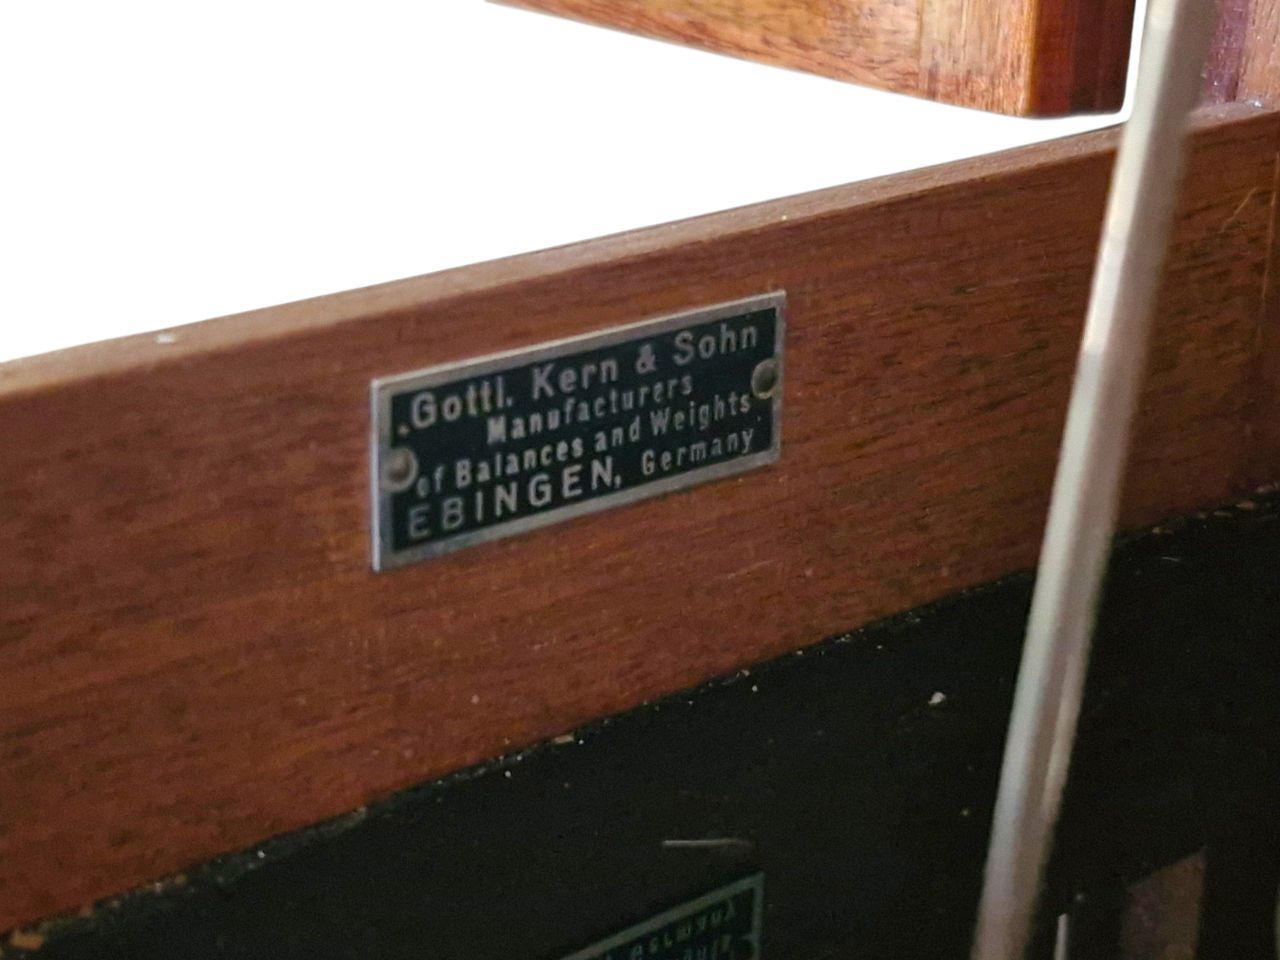 Gottl. Kern & Sohn
Manufacturers
of Balances and Weights
EBINGEN, Germany